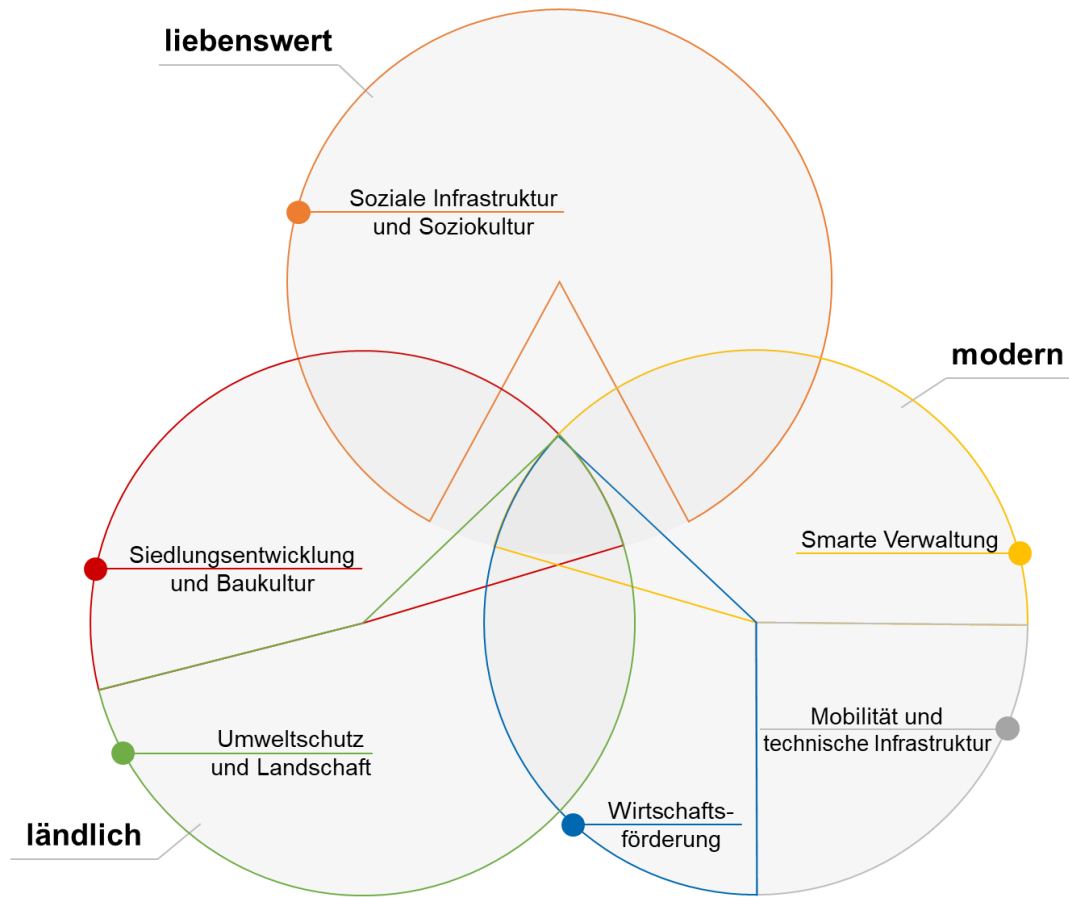 liebenswert
Soziale Infrastruktur
und Soziokultur
modern
Smarte Verwaltung
Siedlungsentwicklung
und Baukultur
Mobilität und
technische Infrastruktur
Umweltschutz
und Landschaft
Wirtschafts-
förderung
ländlich